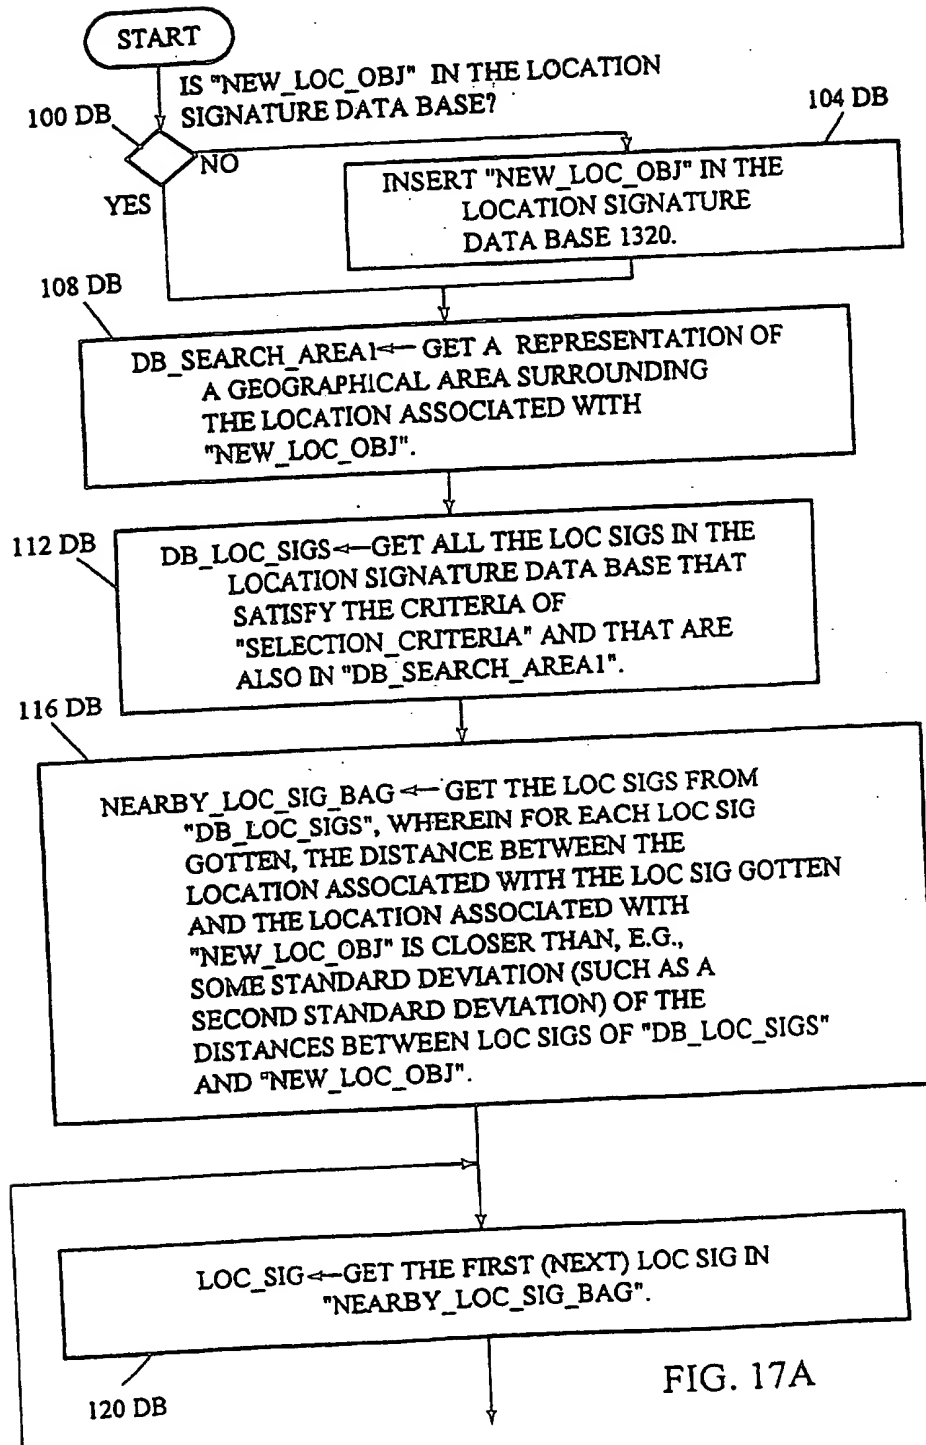 START
IS "NEW_LOC_OBJ" IN THE LOCATION
SIGNATURE DATA BASE?
100 DB
NO
YES
104 DB
INSERT "NEW_LOC_OBJ" IN THE
LOCATION SIGNATURE
DATA BASE 1320.
108 DB
DB_SEARCH_AREA1← GET A REPRESENTATION OF
A GEOGRAPHICAL AREA SURROUNDING
THE LOCATION ASSOCIATED WITH
"NEW_LOC_OBJ".
112 DB
DB_LOC_SIGS←GET ALL THE LOC SIGS IN THE
LOCATION SIGNATURE DATA BASE THAT
SATISFY THE CRITERIA OF
"SELECTION_CRITERIA" AND THAT ARE
ALSO IN "DB_SEARCH_AREA1".
116 DB
NEARBY_LOC_SIG_BAG← GET THE LOC SIGS FROM
"DB_LOC_SIGS", WHEREIN FOR EACH LOC SIG
GOTTEN, THE DISTANCE BETWEEN THE
LOCATION ASSOCIATED WITH THE LOC SIG GOTTEN
AND THE LOCATION ASSOCIATED WITH
"NEW_LOC_OBJ" IS CLOSER THAN, E.G.,
SOME STANDARD DEVIATION (SUCH AS A
SECOND STANDARD DEVIATION) OF THE
DISTANCES BETWEEN LOC SIGS OF "DB_LOC_SIGS"
AND "NEW_LOC_OBJ".
LOC_SIG←GET THE FIRST (NEXT) LOC SIG IN
"NEARBY_LOC_SIG_BAG".
120 DB
FIG. 17A